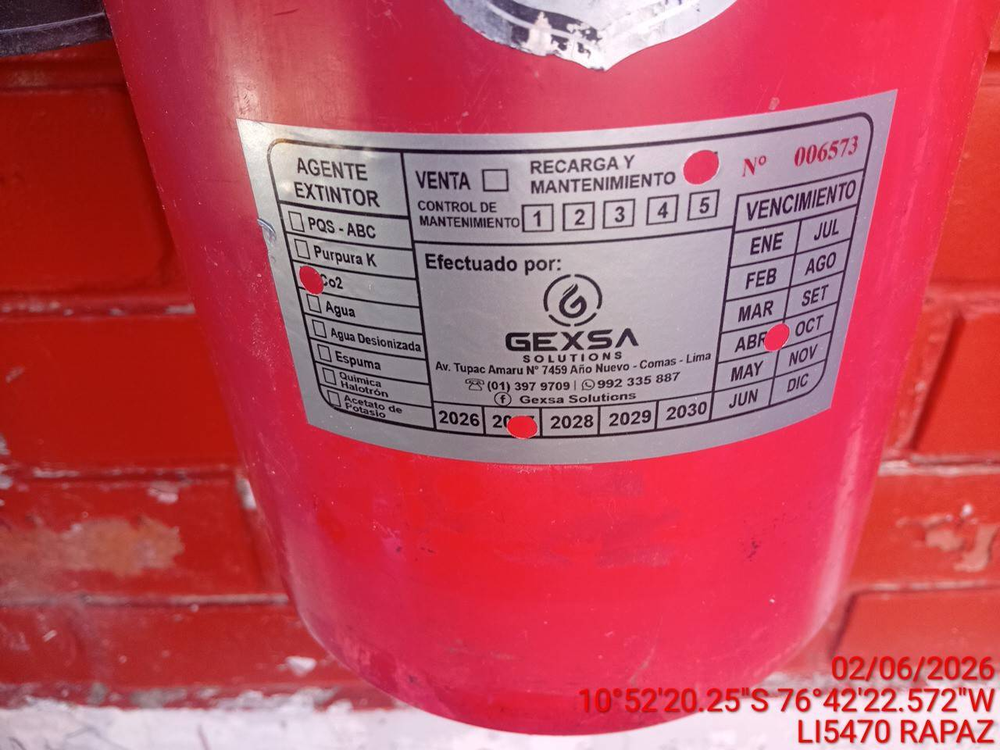 AGENTE
EXTINTOR
PQS - ABC
Purpura K
Co2
Agua
Agua Desionizada
Espuma
Quimica
Halotrón
Acetato de
Potasio
VENTA
RECARGA Y
MANTENIMIENTO
Nº 006573
CONTROL DE
MANTENIMIENTO 1 2 3 4 5
Efectuado por:
GEXSA
SOLUTIONS
Av. Tupac Amaru Nº 7459 Año Nuevo - Comas - Lima
(01) 397 9709 | 992 335 887
Gexsa Solutions
2026 2028 2029 2030
VENCIMIENTO
ENE JUL
FEB AGO
MAR SET
ABR OCT
MAY NOV
JUN DIC
02/06/2026
10°52'20.25"S 76°42'22.572"W
LI5470 RAPAZ